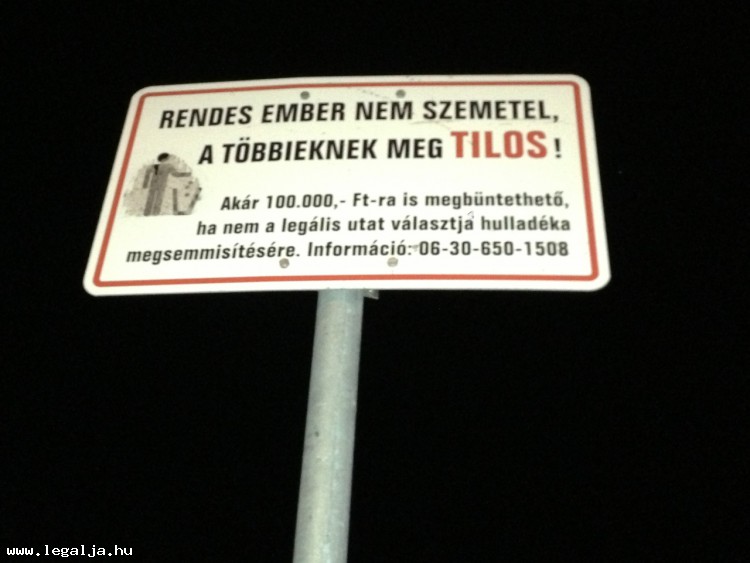 RENDES EMBER NEM SZEMETEL,
A TÖBBIEKNEK MEG TILOS!
Akár 100.000,- Ft-ra is megbüntethető,
ha nem a legális utat választja hulladéka
megsemmisítésére. Információ: 06-30-650-1508
www.legalja.hu